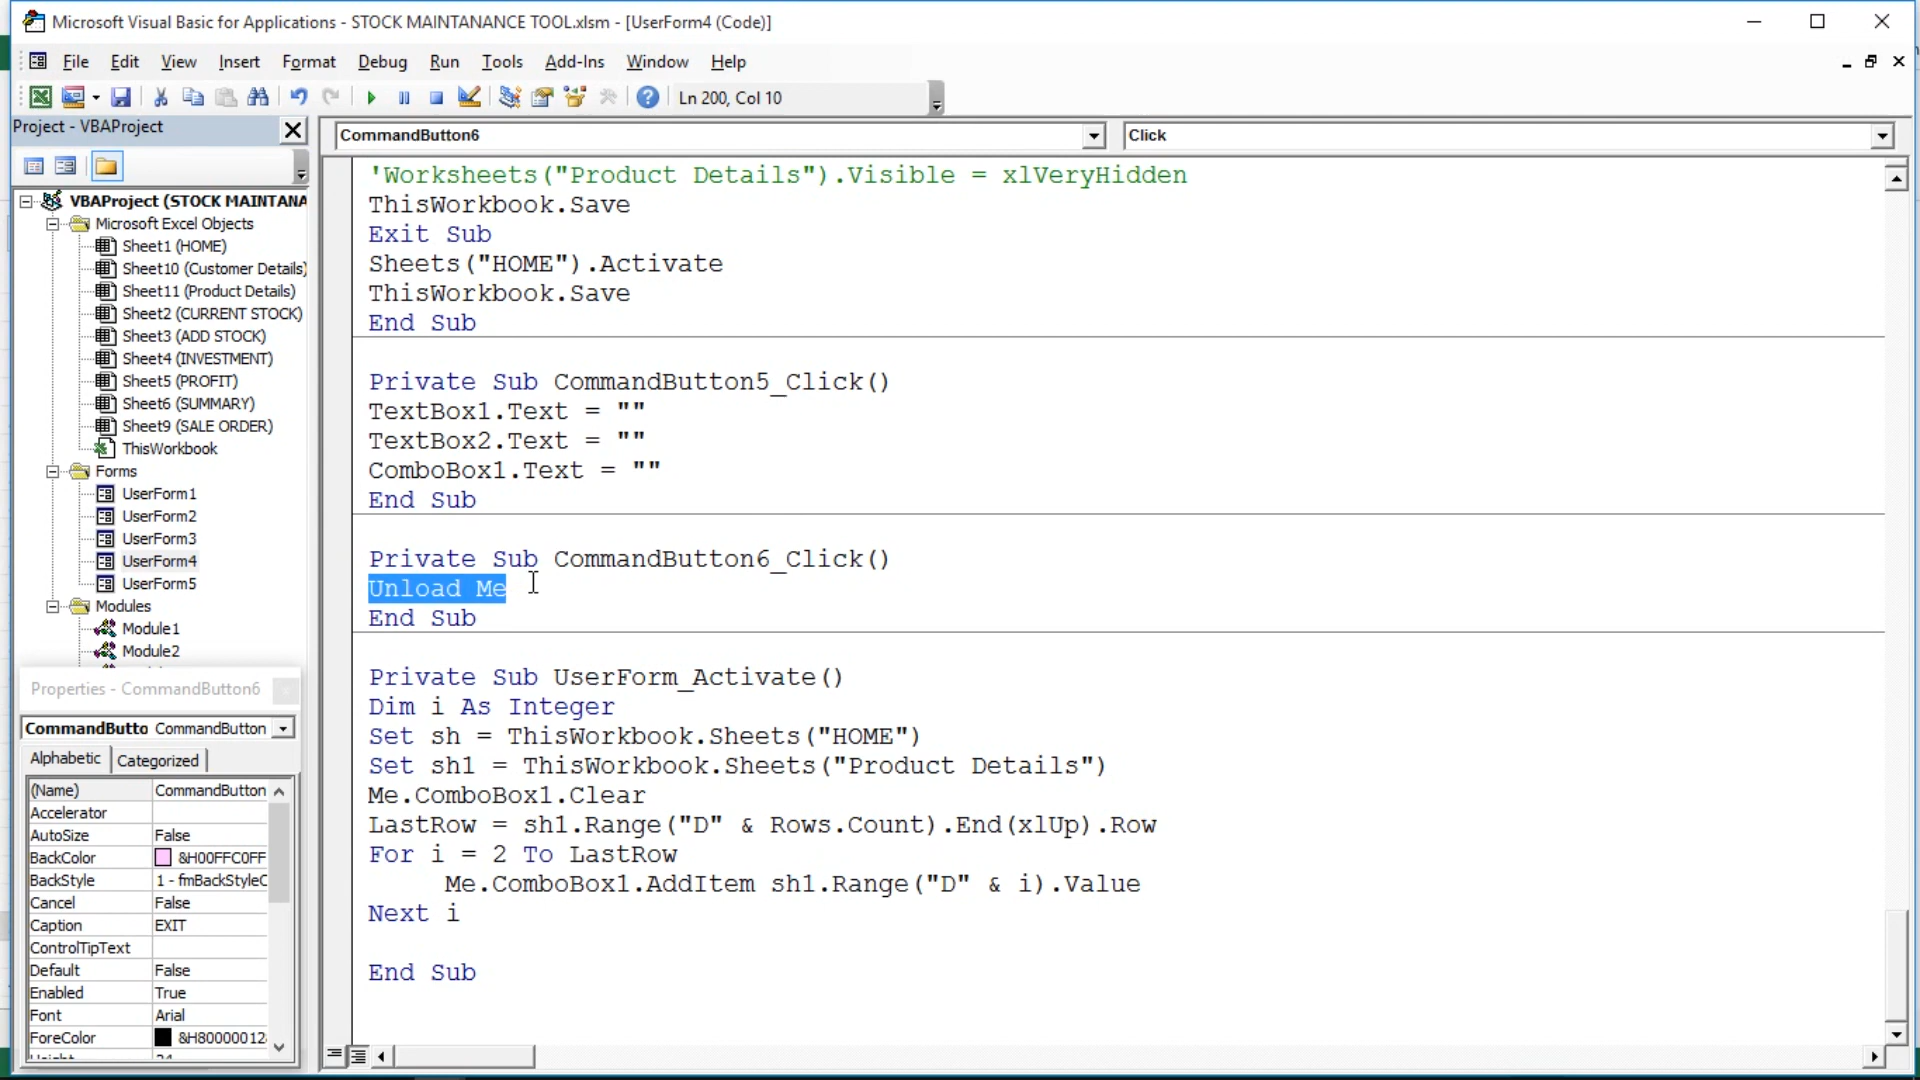 Microsoft Visual Basic for Applications - STOCK MAINTANANCE TOOL.xlsm - [UserForm4 (Code)]
File Edit View Insert Format Debug Run Tools Add-Ins Window Help
Ln 200, Col 10
Project - VBAProject
VBAProject (STOCK MAINTANA
Microsoft Excel Objects
Sheet1 (HOME)
Sheet10 (Customer Details)
Sheet11 (Product Details)
Sheet2 (CURRENT STOCK)
Sheet3 (ADD STOCK)
Sheet4 (INVESTMENT)
Sheet5 (PROFIT)
Sheet6 (SUMMARY)
Sheet9 (SALE ORDER)
ThisWorkbook
Forms
UserForm1
UserForm2
UserForm3
UserForm4
UserForm5
Modules
Module1
Module2
Properties - CommandButton6
CommandButto CommandButton
Alphabetic Categorized
(Name) CommandButton
Accelerator
AutoSize False
BackColor &H00FFC0FF
BackStyle 1 - fmBackStyleC
Cancel False
Caption EXIT
ControlTipText
Default False
Enabled True
Font Arial
ForeColor &H80000012
CommandButton6 Click
'Worksheets("Product Details").Visible = xlVeryHidden
ThisWorkbook.Save
Exit Sub
Sheets("HOME").Activate
ThisWorkbook.Save
End Sub
Private Sub CommandButton5_Click()
TextBox1.Text = ""
TextBox2.Text = ""
ComboBox1.Text = ""
End Sub
Private Sub CommandButton6_Click()
Unload Me
End Sub
Private Sub UserForm_Activate()
Dim i As Integer
Set sh = ThisWorkbook.Sheets("HOME")
Set sh1 = ThisWorkbook.Sheets("Product Details")
Me.ComboBox1.Clear
LastRow = sh1.Range("D" & Rows.Count).End(xlUp).Row
For i = 2 To LastRow
Me.ComboBox1.AddItem sh1.Range("D" & i).Value
Next i
End Sub